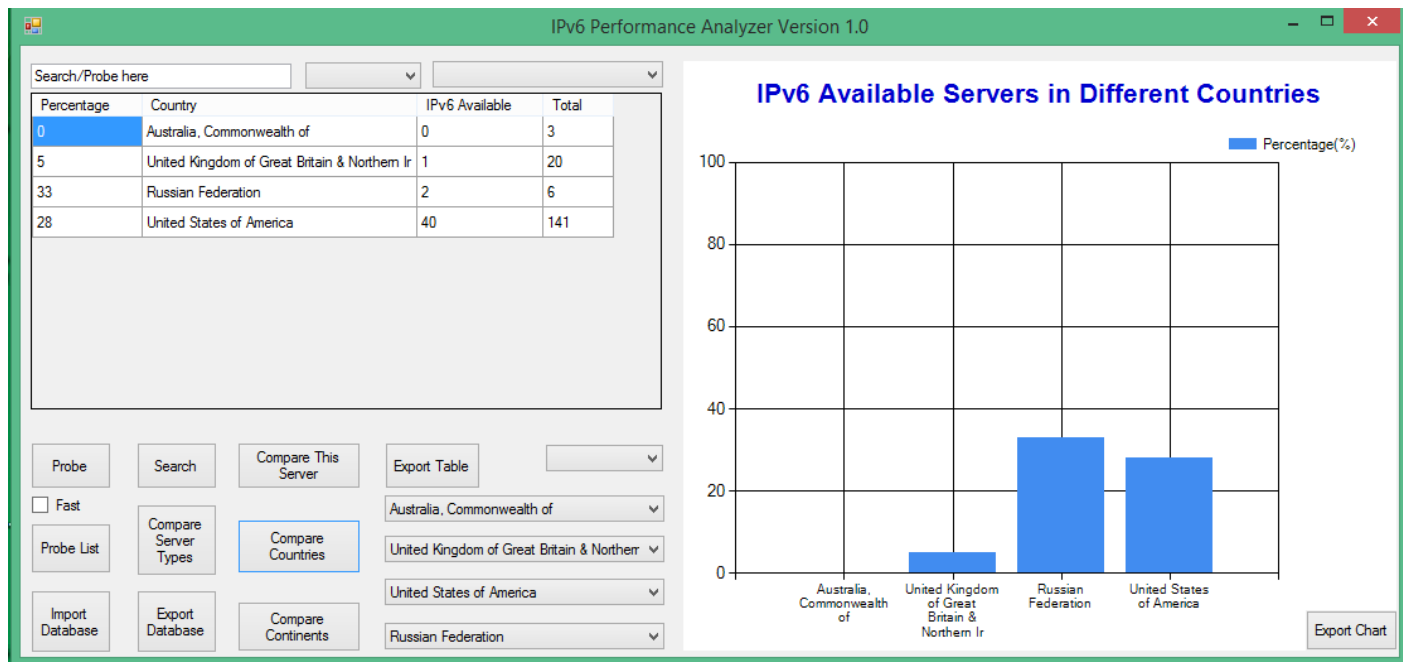 IPv6 Performance Analyzer Version 1.0
Search/Probe here
Percentage Country IPv6 Available Total
0 Australia, Commonwealth of 0 3
5 United Kingdom of Great Britain & Northern Ir 1 20
33 Russian Federation 2 6
28 United States of America 40 141
Probe
Search
Compare This
Server
Export Table
Fast
Australia, Commonwealth of
Probe List
Compare
Server
Types
Compare
Countries
United Kingdom of Great Britain & Northern
United States of America
Import
Database
Export
Database
Compare
Continents
Russian Federation
IPv6 Available Servers in Different Countries
Percentage(%)
100
80
60
40
20
0
Australia,
Commonwealth
of
United Kingdom
of Great
Britain &
Northern Ir
Russian
Federation
United States
of America
Export Chart